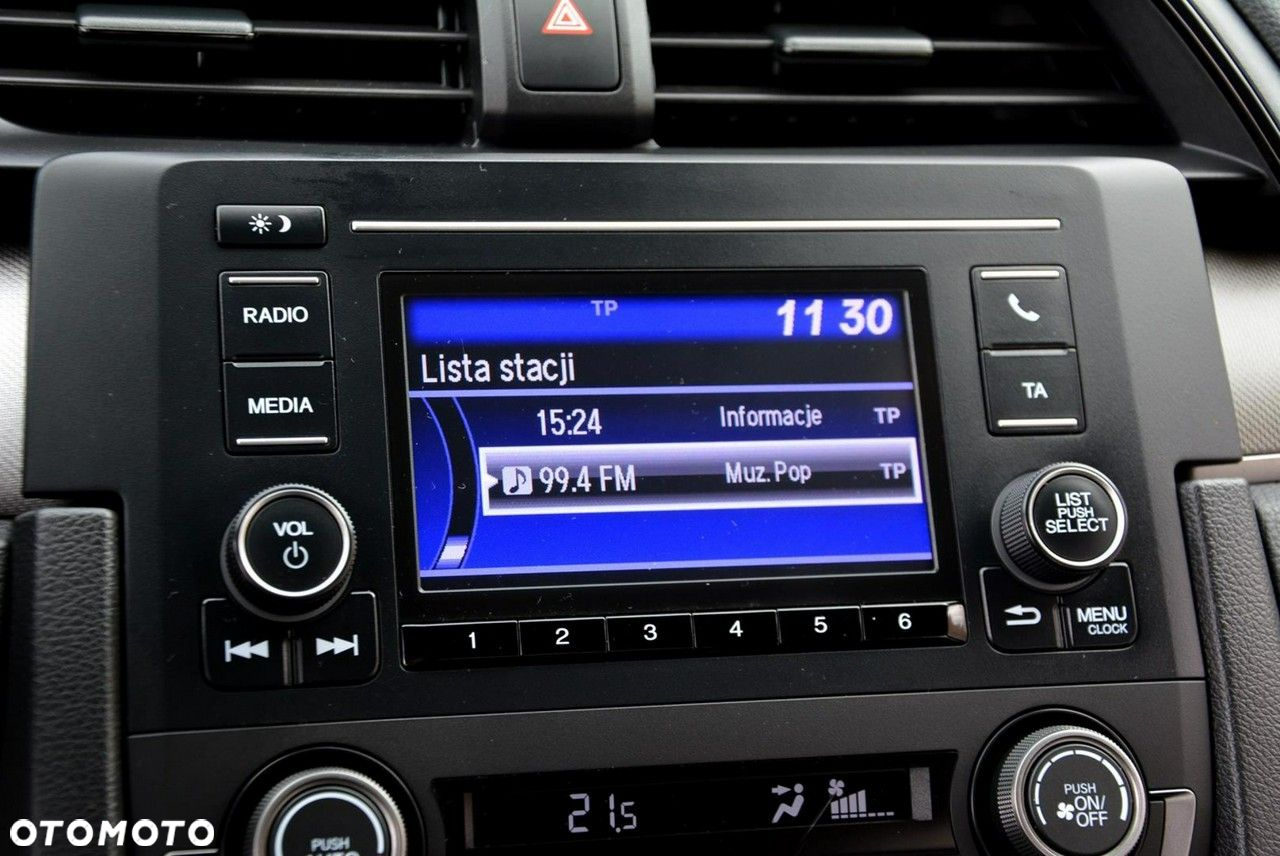 TP
11 30
RADIO
Lista stacji
TA
MEDIA
15:24 Informacje TP
99.4 FM Muz. Pop TP
VOL
LIST
PUSH
SELECT
MENU
CLOCK
1 2 3 4 5 6
21.5
PUSH
ON/
OFF
PUSH
AUTO
OTOMOTO